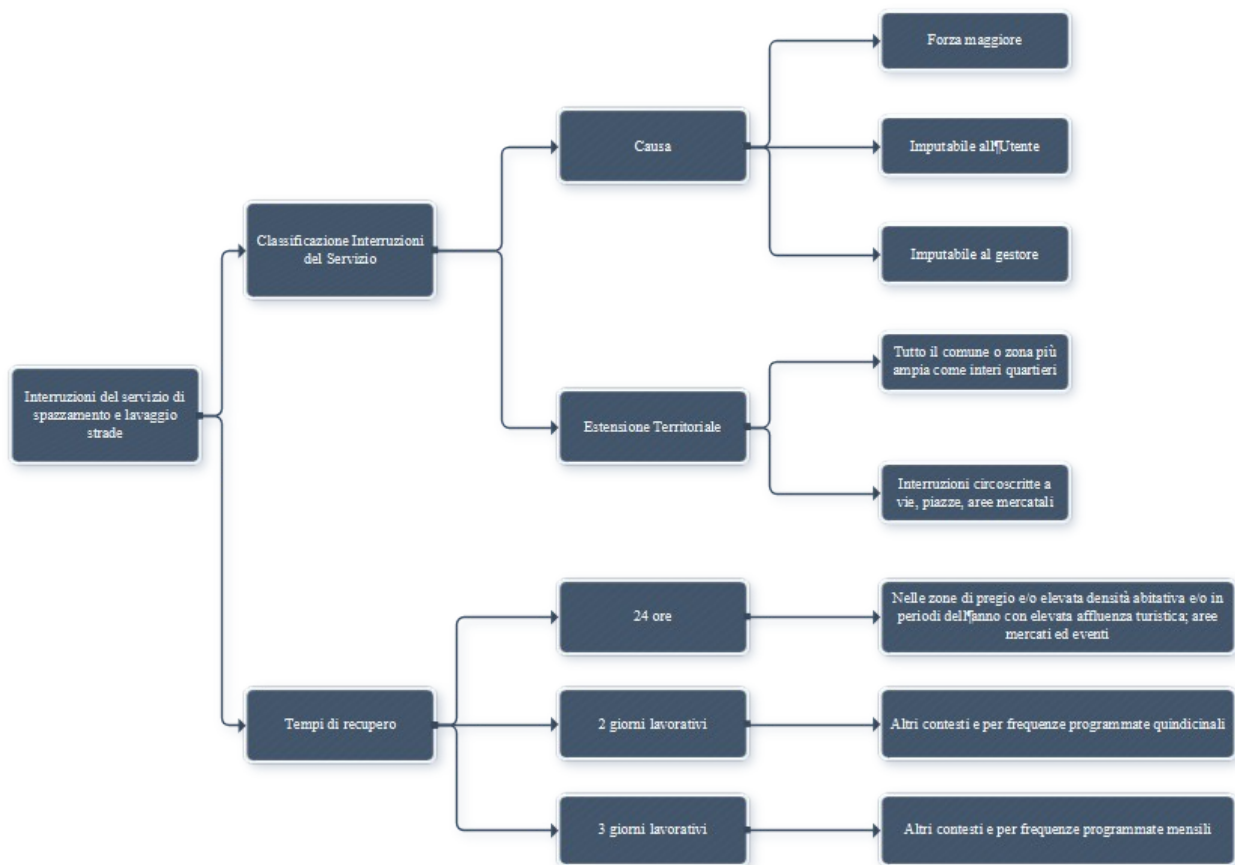 Forza maggiore
Causa
Imputabile all¶Utente
Classificazione Interruzioni
del Servizio
Imputabile al gestore
Tutto il comune o zona più
ampia come interi quartieri
Interruzioni del servizio di
spazzamento e lavaggio
strade
Estensione Territoriale
Interruzioni circoscritte a
vie, piazze, aree mercatali
24 ore
Nelle zone di pregio e/o elevata densità abitativa e/o in
periodi dell¶anno con elevata affluenza turistica; aree
mercati ed eventi
Tempi di recupero
2 giorni lavorativi
Altri contesti e per frequenze programmate quindicinali
3 giorni lavorativi
Altri contesti e per frequenze programmate mensili